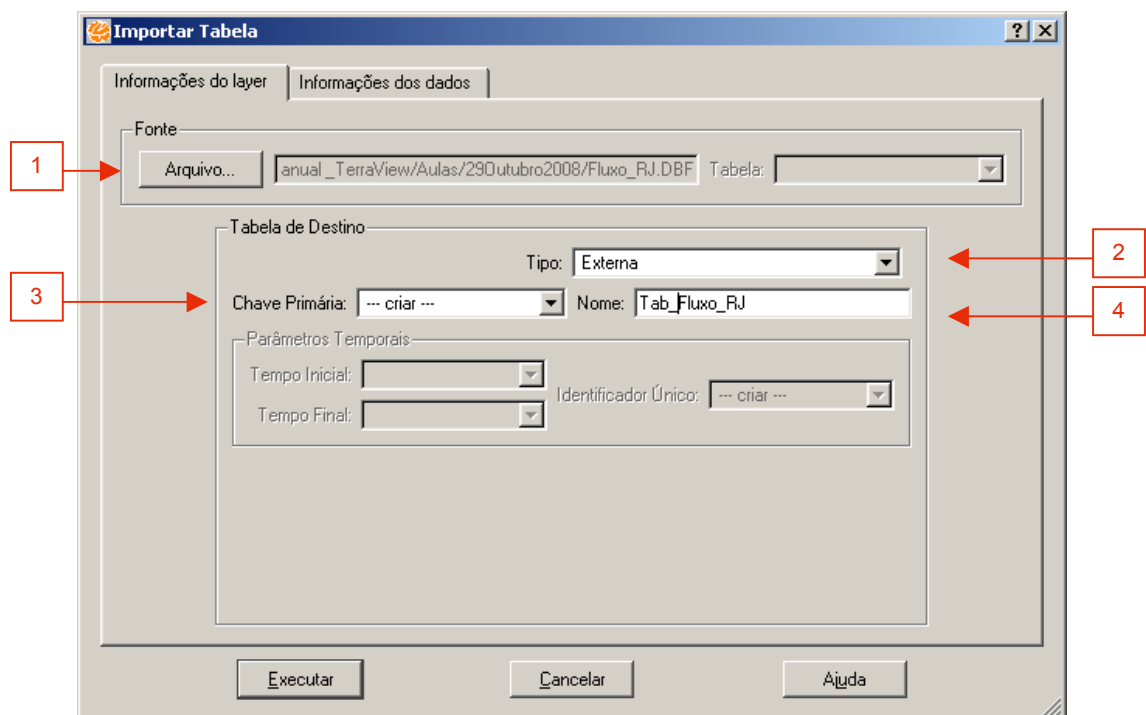 Importar Tabela
Informações do layer Informações dos dados
Fonte
1 Arquivo... anual_TerraView/Aulas/29Outubro2008/Fluxo_RJ.DBF Tabela:
Tabela de Destino
Tipo: Externa 2
3 Chave Primária: --- criar --- Nome: Tab_Fluxo_RJ 4
Parâmetros Temporais
Tempo Inicial:
Identificador Único: --- criar ---
Tempo Final:
Executar Cancelar Ajuda